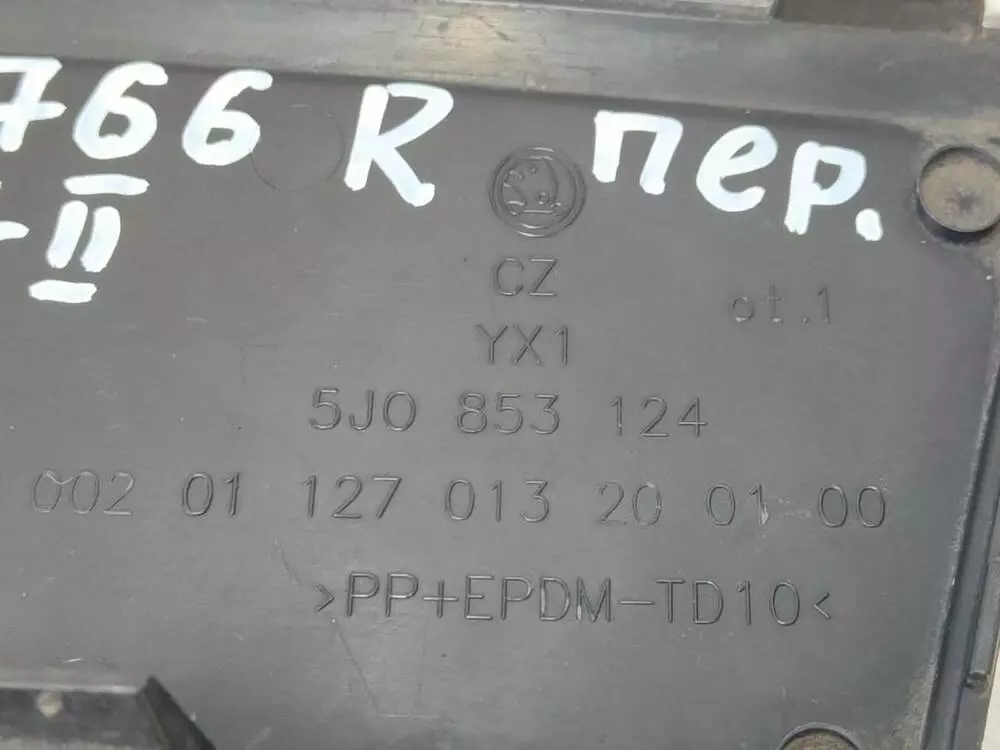 766 R пер.
II
CZ
YX1
ot.1
5J0 853 124
002 01 127 013 20 01 00
>PP+EPDM-TD10<